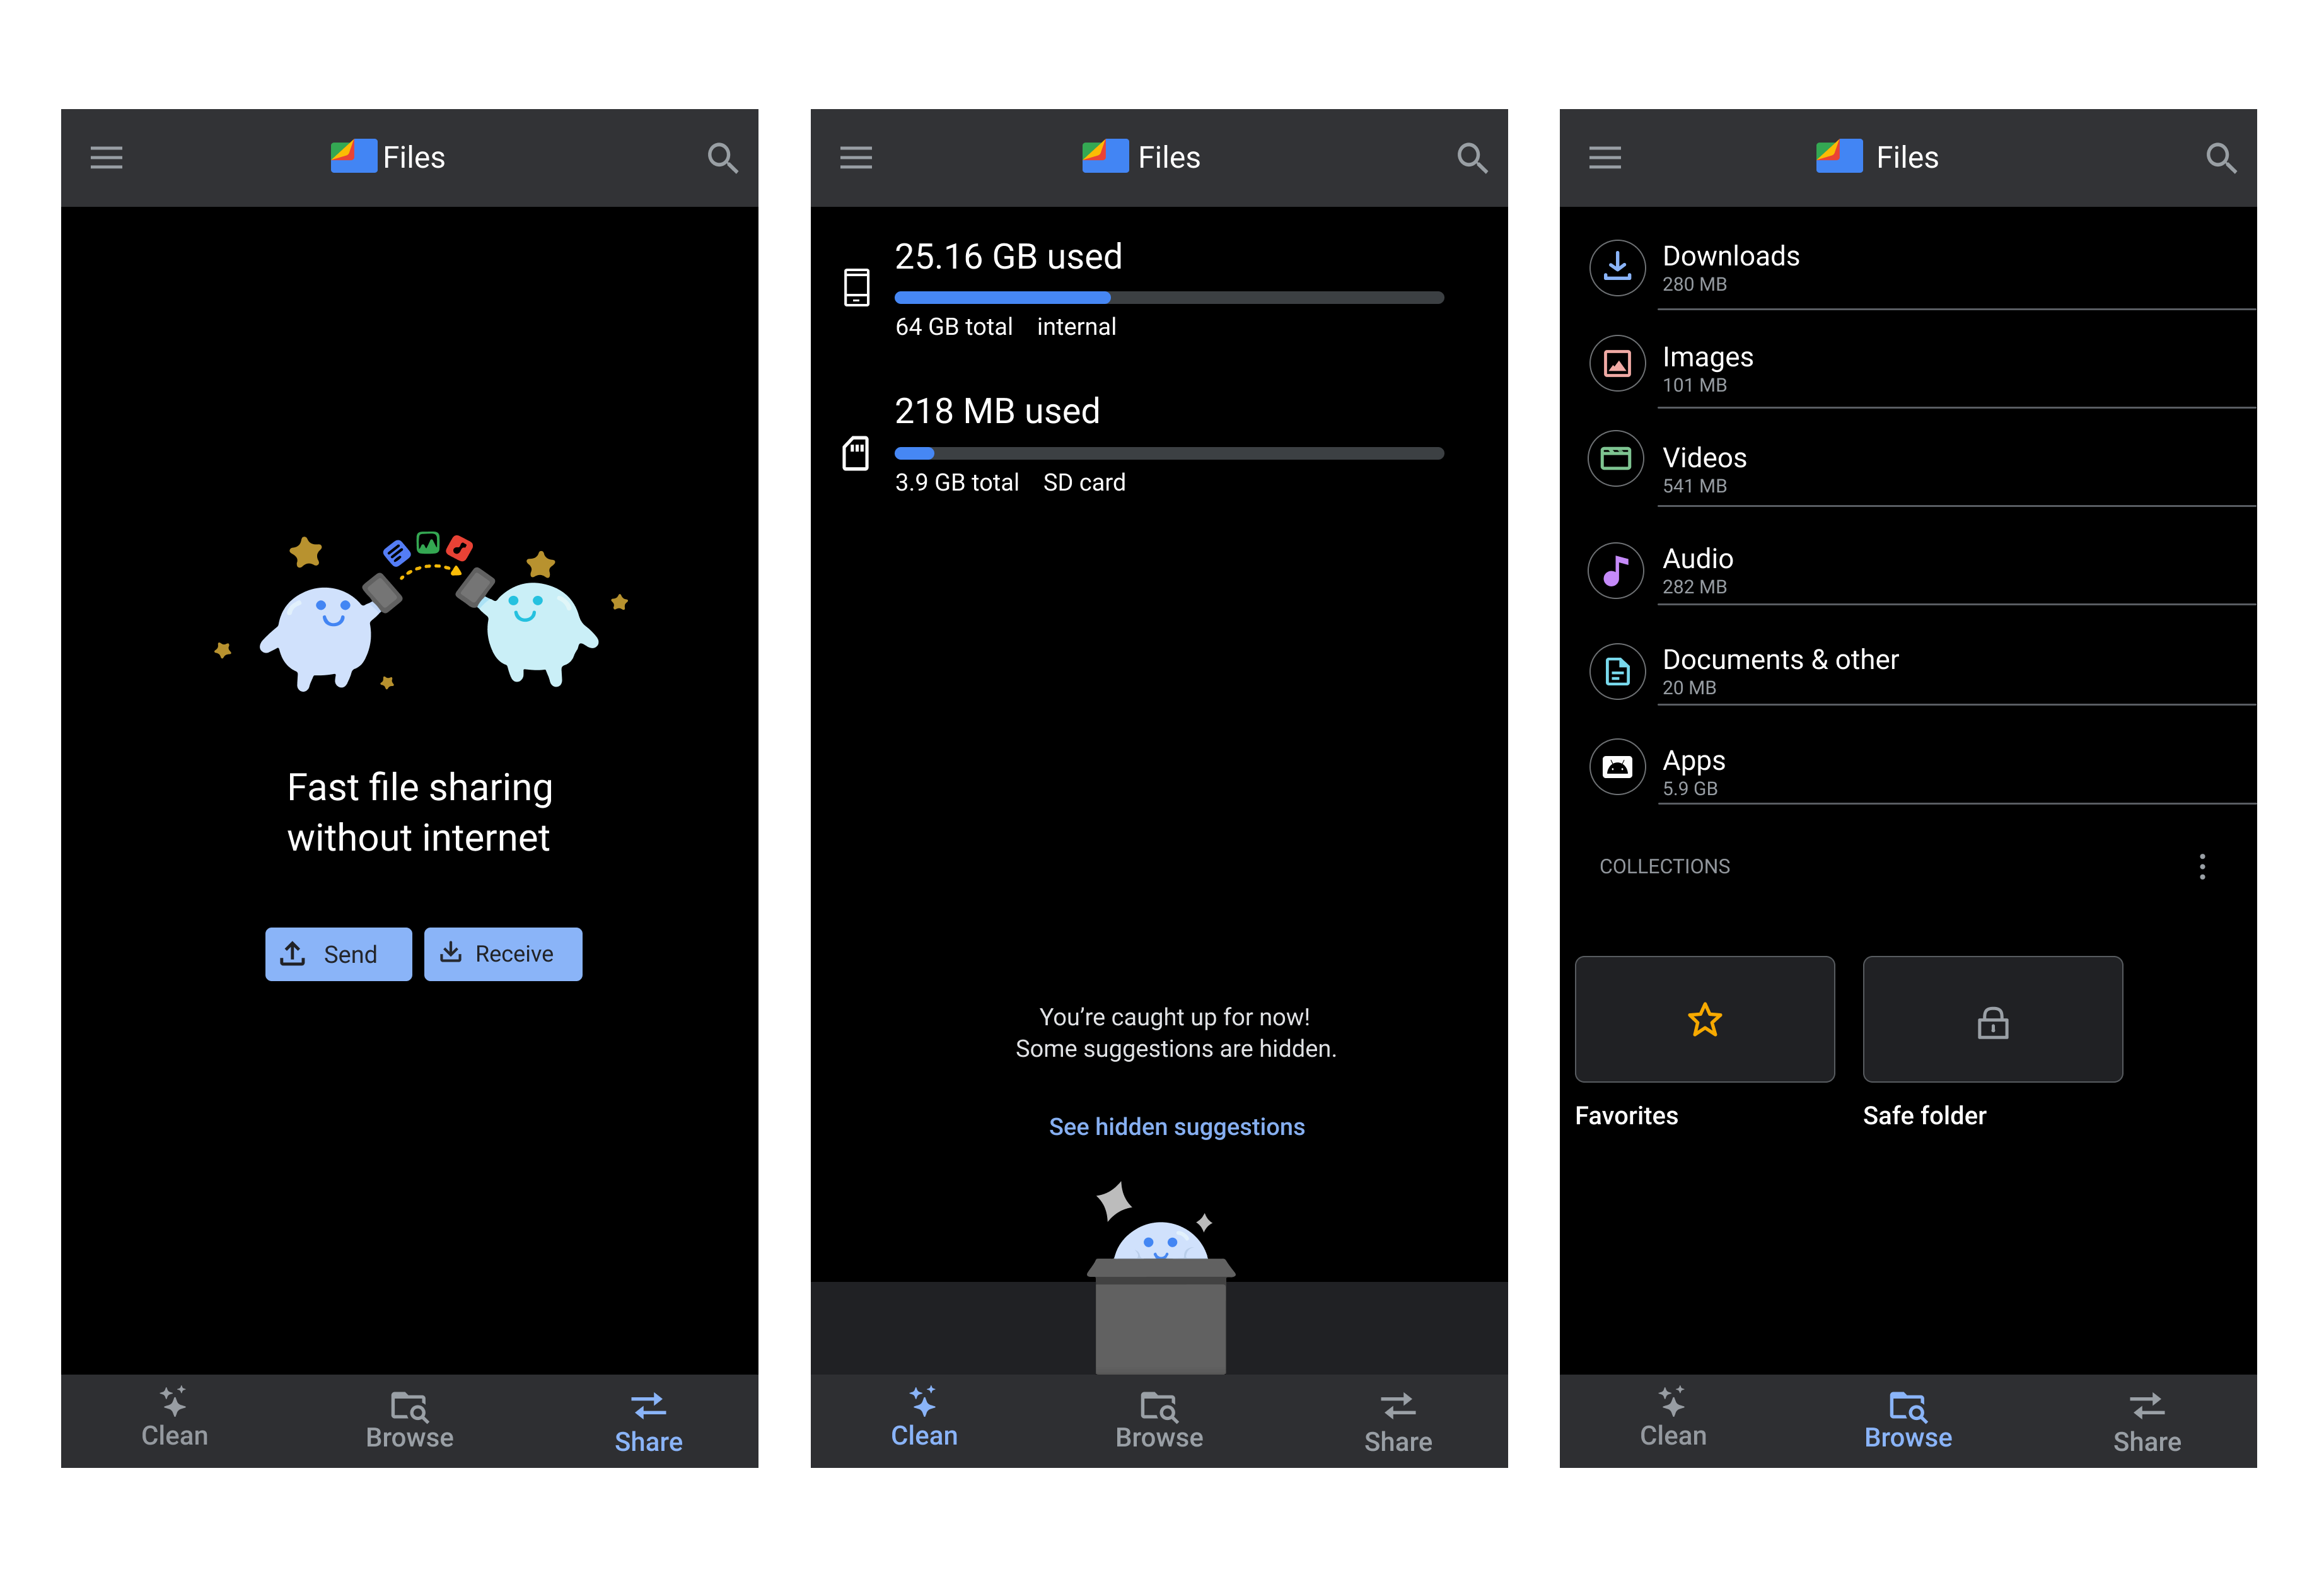 Files
Fast file sharing
without internet
Send
Receive
Clean
Browse
Share
Files
25.16 GB used
64 GB total internal
218 MB used
3.9 GB total SD card
You’re caught up for now!
Some suggestions are hidden.
See hidden suggestions
Clean
Browse
Share
Files
Downloads
280 MB
Images
101 MB
Videos
541 MB
Audio
282 MB
Documents & other
20 MB
Apps
5.9 GB
COLLECTIONS
Favorites
Safe folder
Clean
Browse
Share